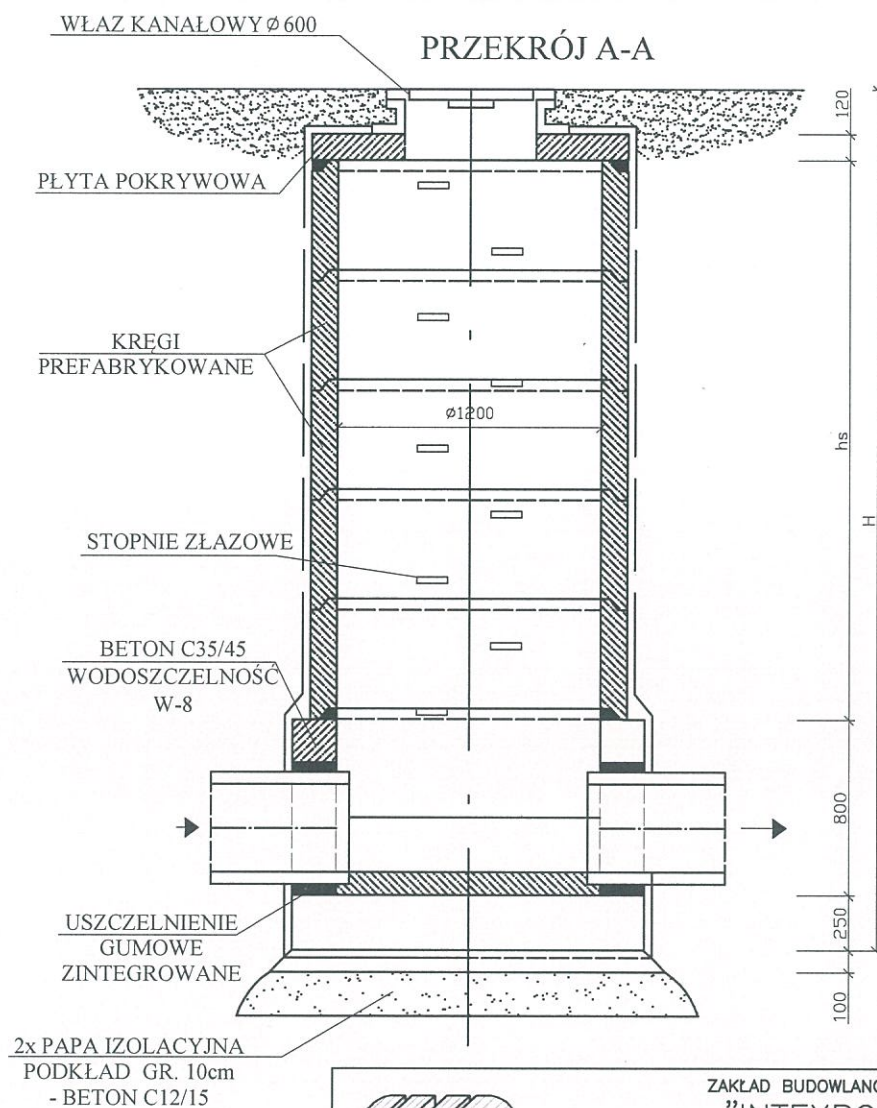 WŁAZ KANAŁOWY Ø 600
PRZEKRÓJ A-A
120
PŁYTA POKRYWOWA
KRĘGI
PREFABRYKOWANE
Ø1200
hs
H
STOPNIE ZŁAZOWE
BETON C35/45
WODOSZCZELNOŚĆ
W-8
800
USZCZELNIENIE
GUMOWE
ZINTEGROWANE
250
100
2x PAPA IZOLACYJNA
PODKŁAD GR. 10cm
- BETON C12/15
ZAKŁAD BUDOWLANO